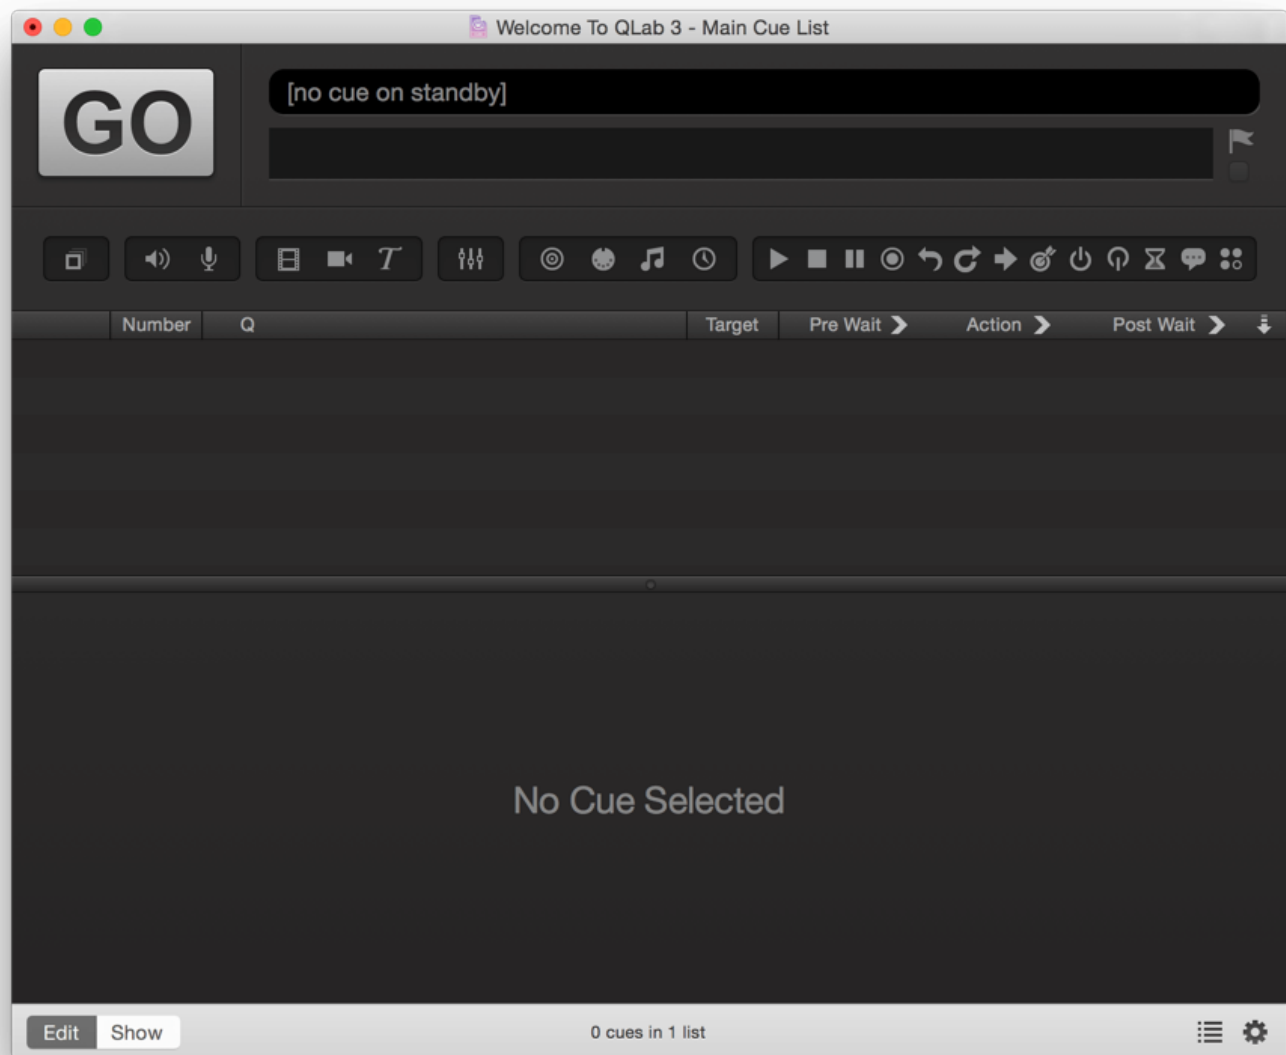 Welcome To QLab 3 - Main Cue List
GO
[no cue on standby]
T
Number Q Target Pre Wait Action Post Wait
No Cue Selected
Edit Show 0 cues in 1 list